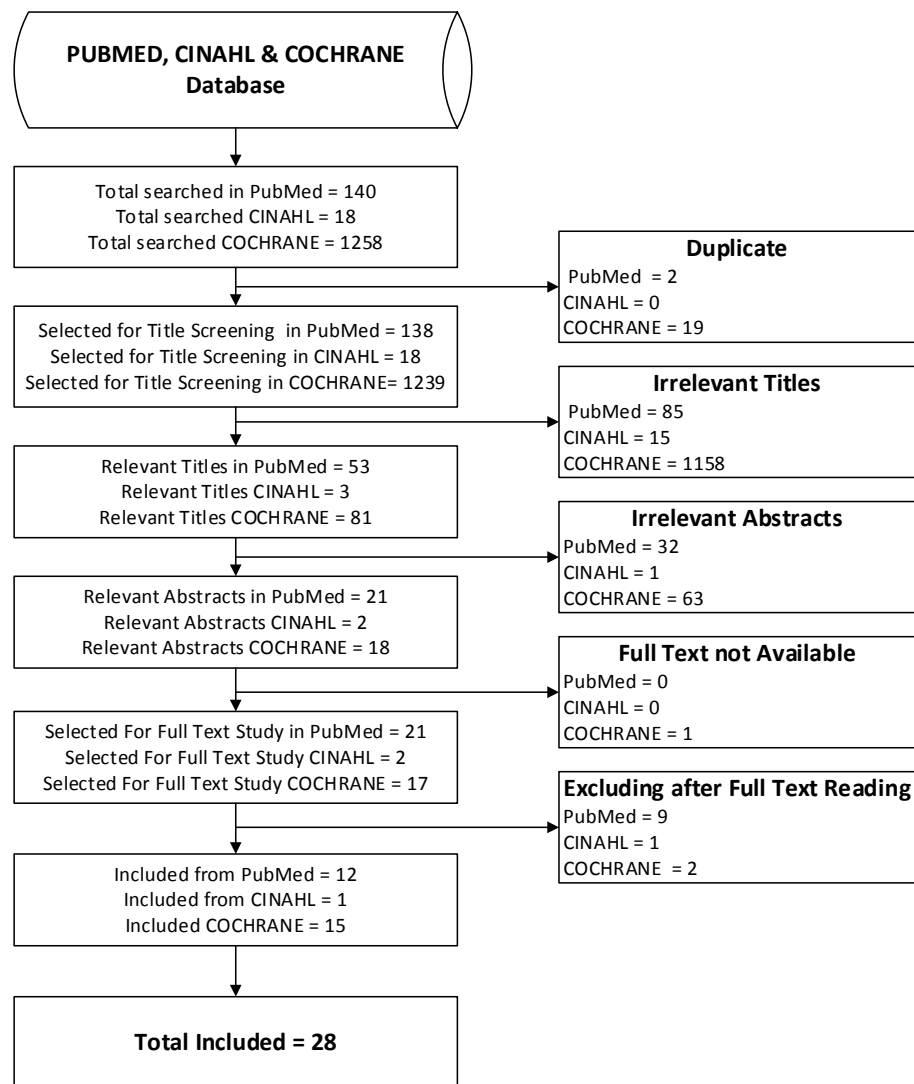 PUBMED, CINAHL & COCHRANE
Database
Total searched in PubMed = 140
Total searched CINAHL = 18
Total searched COCHRANE = 1258
Duplicate
PubMed = 2
CINAHL = 0
COCHRANE = 19
Selected for Title Screening in PubMed = 138
Selected for Title Screening in CINAHL = 18
Selected for Title Screening in COCHRANE= 1239
Irrelevant Titles
PubMed = 85
CINAHL = 15
COCHRANE = 1158
Relevant Titles in PubMed = 53
Relevant Titles CINAHL = 3
Relevant Titles COCHRANE = 81
Irrelevant Abstracts
PubMed = 32
CINAHL = 1
COCHRANE = 63
Relevant Abstracts in PubMed = 21
Relevant Abstracts CINAHL = 2
Relevant Abstracts COCHRANE = 18
Full Text not Available
PubMed = 0
CINAHL = 0
COCHRANE = 1
Selected For Full Text Study in PubMed = 21
Selected For Full Text Study CINAHL = 2
Selected For Full Text Study COCHRANE = 17
Excluding after Full Text Reading
PubMed = 9
CINAHL = 1
COCHRANE = 2
Included from PubMed = 12
Included from CINAHL = 1
Included COCHRANE = 15
Total Included = 28